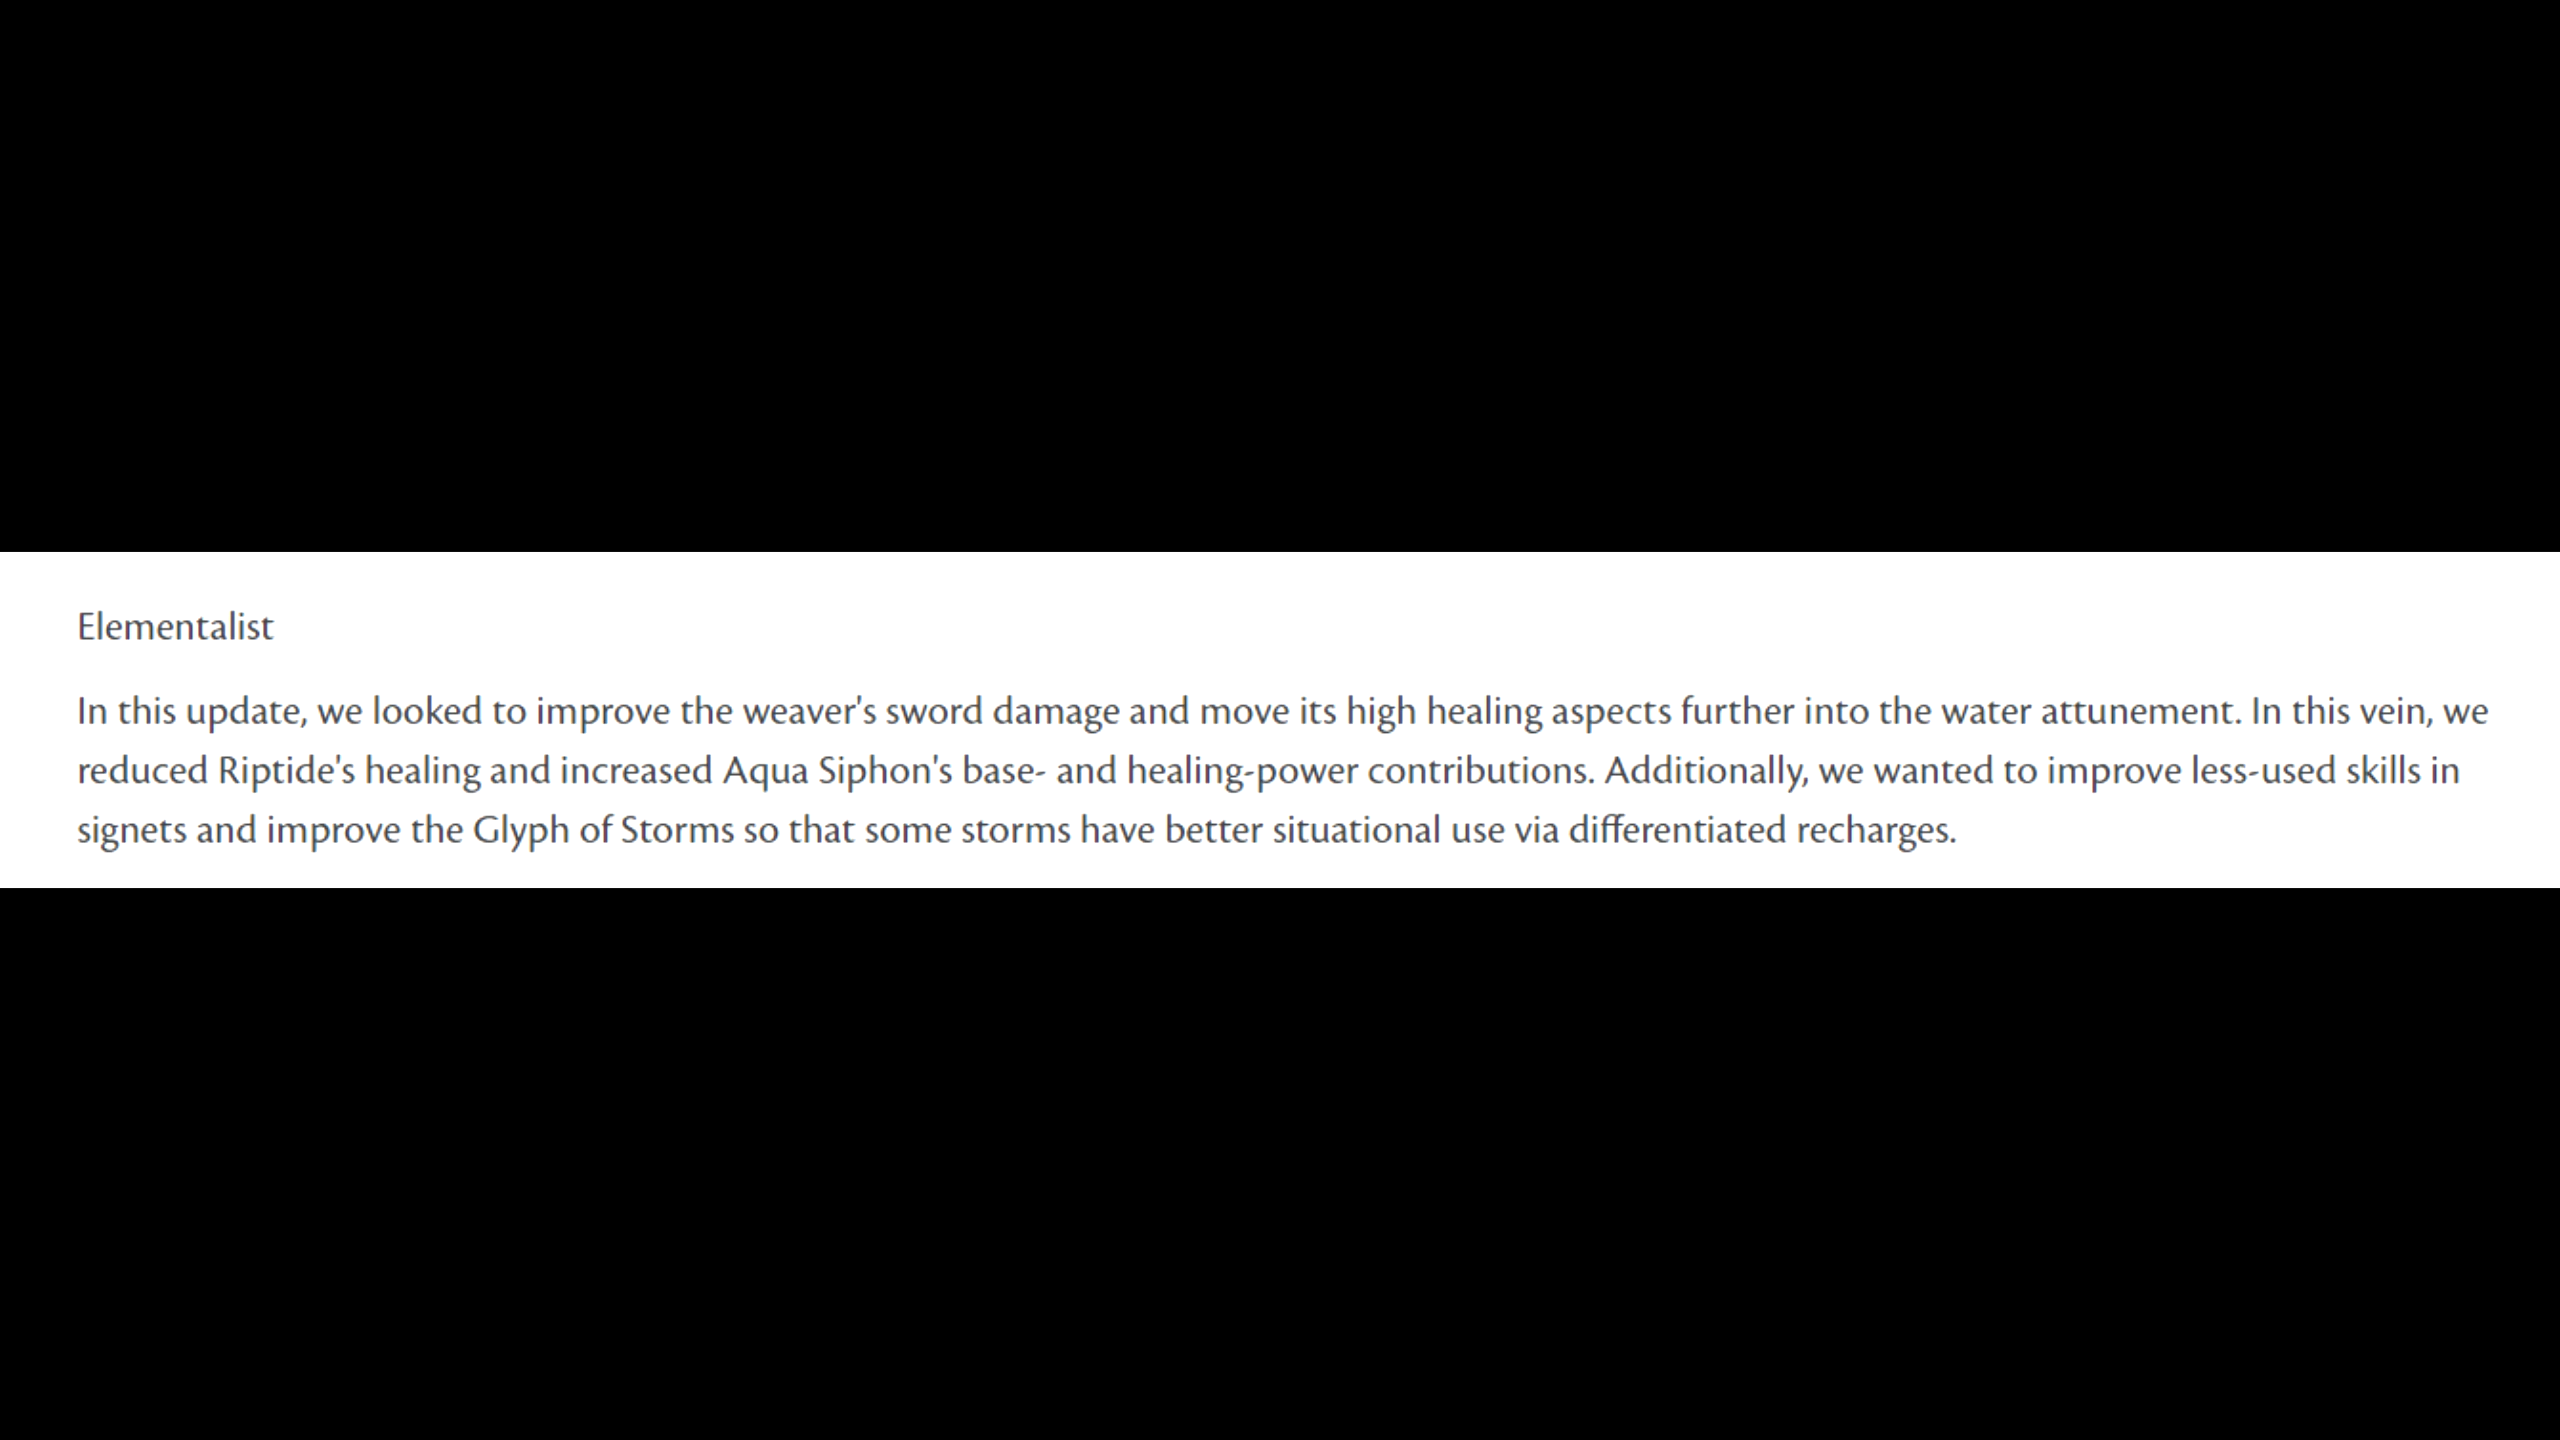 Elementalist
In this update, we looked to improve the weaver's sword damage and move its high healing aspects further into the water attunement. In this vein, we
reduced Riptide's healing and increased Aqua Siphon's base- and healing-power contributions. Additionally, we wanted to improve less-used skills in
signets and improve the Glyph of Storms so that some storms have better situational use via differentiated recharges.